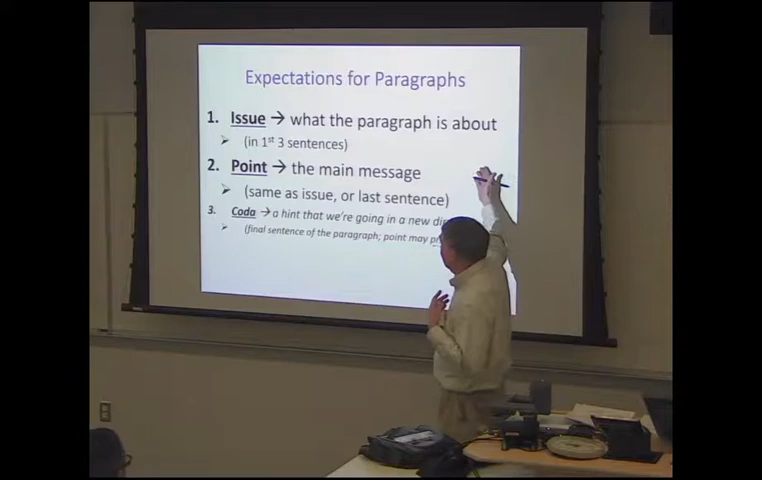 Expectations for Paragraphs
1. Issue → what the paragraph is about
➢ (in 1st 3 sentences)
2. Point → the main message
➢ (same as issue, or last sentence)
3. Coda → a hint that we're going in a new
➢ (final sentence of the paragraph; point may